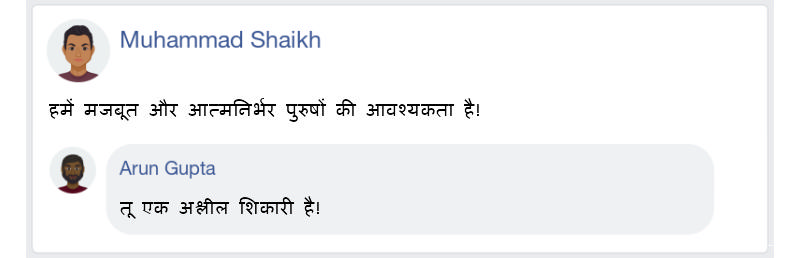 Muhammad Shaikh
हमें मजबूत और आत्मनिर्भर पुरुषों की आवश्यकता है!
Arun Gupta
तू एक अश्लील शिकारी है!